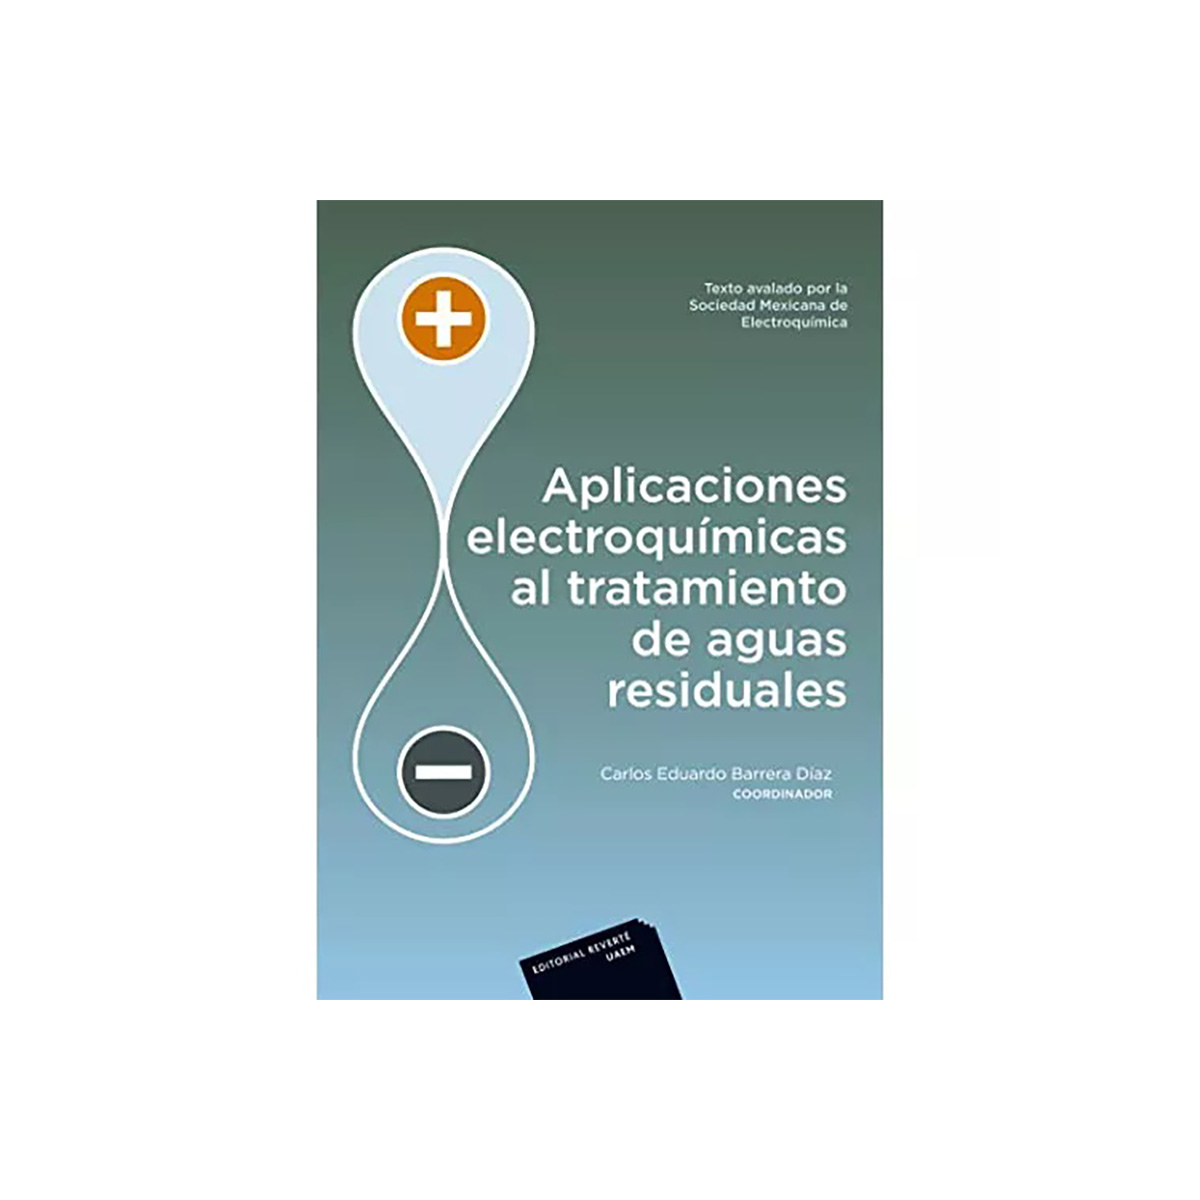 Texto avalado por la
Sociedad Mexicana de
Electroquímica
Aplicaciones
electroquímicas
al tratamiento
de aguas
residuales
Carlos Eduardo Barrera Díaz
COORDINADOR
EDITORIAL REVERTÉ
UAEM